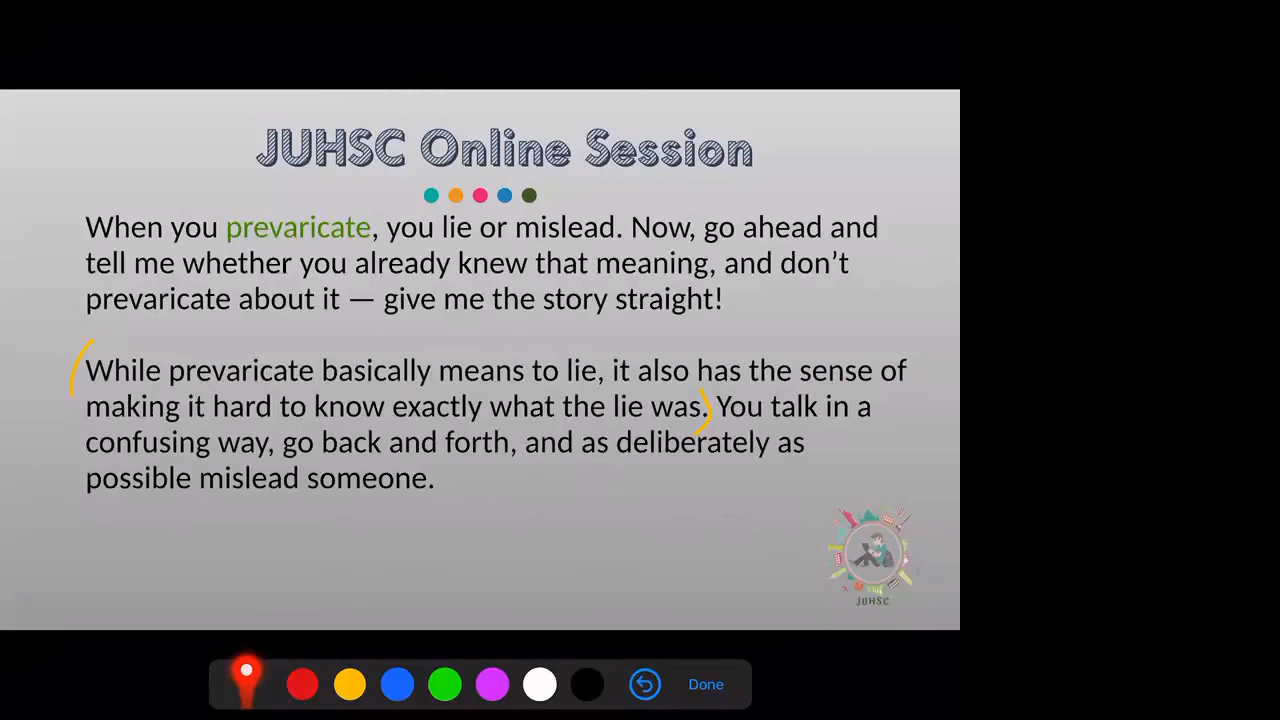 JUHSC Online Session
When you prevaricate, you lie or mislead. Now, go ahead and
tell me whether you already knew that meaning, and don’t
prevaricate about it — give me the story straight!
While prevaricate basically means to lie, it also has the sense of
making it hard to know exactly what the lie was. You talk in a
confusing way, go back and forth, and as deliberately as
possible mislead someone.
JUHSC
Done